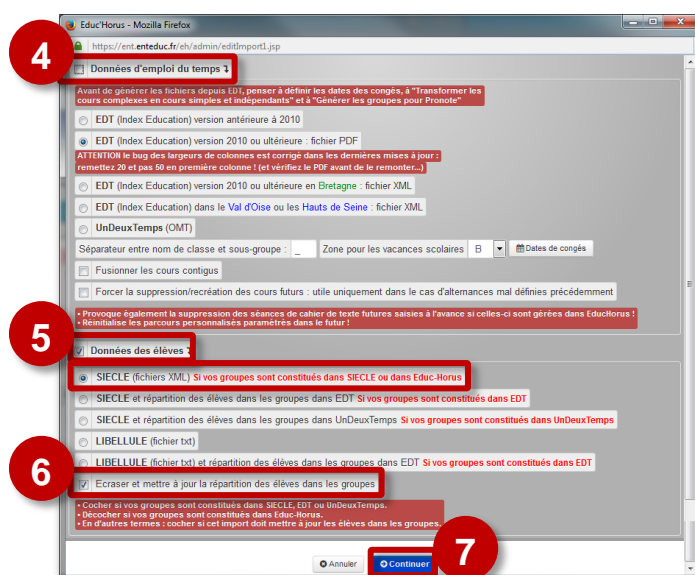 Educ'Horus - Mozilla Firefox
https://ent.enteduc.fr/eh/admin/editImport1.jsp
4
Données d'emploi du temps
Avant de générer les fichiers depuis EDT, penser à définir les dates des congés, à "Transformer les
cours complexes en cours simples et indépendants" et à "Générer les groupes pour Pronote"
EDT (Index Education) version antérieure à 2010
EDT (Index Education) version 2010 ou ultérieure : fichier PDF
ATTENTION le bug des largeurs de colonnes est corrigé dans les dernières mises à jour :
remettez 20 et pas 50 en première colonne ! (et vérifiez le PDF avant de le remonter...)
EDT (Index Education) version 2010 ou ultérieure en Bretagne : fichier XML
EDT (Index Education) dans le Val d'Oise ou les Hauts de Seine : fichier XML
UnDeuxTemps (OMT)
Séparateur entre nom de classe et sous-groupe : _ Zone pour les vacances scolaires B Dates de congés
Fusionner les cours contigus
Forcer la suppression/recréation des cours futurs : utile uniquement dans le cas d'alternances mal définies précédemment
• Provoque également la suppression des séances de cahier de texte futures saisies à l'avance si celles-ci sont gérées dans EducHorus !
• Réinitialise les parcours personnalisés paramétrés dans le futur !
5
Données des élèves
SIECLE (fichiers XML) Si vos groupes sont constitués dans SIECLE ou dans Educ-Horus
SIECLE et répartition des élèves dans les groupes dans EDT Si vos groupes sont constitués dans EDT
SIECLE et répartition des élèves dans les groupes dans UnDeuxTemps Si vos groupes sont constitués dans UnDeuxTemps
LIBELLULE (fichier txt)
LIBELLULE (fichier txt) et répartition des élèves dans les groupes dans EDT Si vos groupes sont constitués dans EDT
6
Ecraser et mettre à jour la répartition des élèves dans les groupes
• Cocher si vos groupes sont constitués dans SIECLE, EDT ou UnDeuxTemps.
• Décocher si vos groupes sont constitués dans Educ-Horus.
• En d'autres termes : cocher si cet import doit mettre à jour les élèves dans les groupes.
7
Annuler Continuer